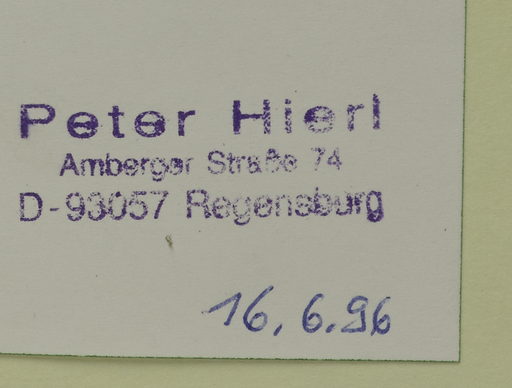 Peter Hierl
Amberger Straße 74
D-93057 Regensburg
16.6.96